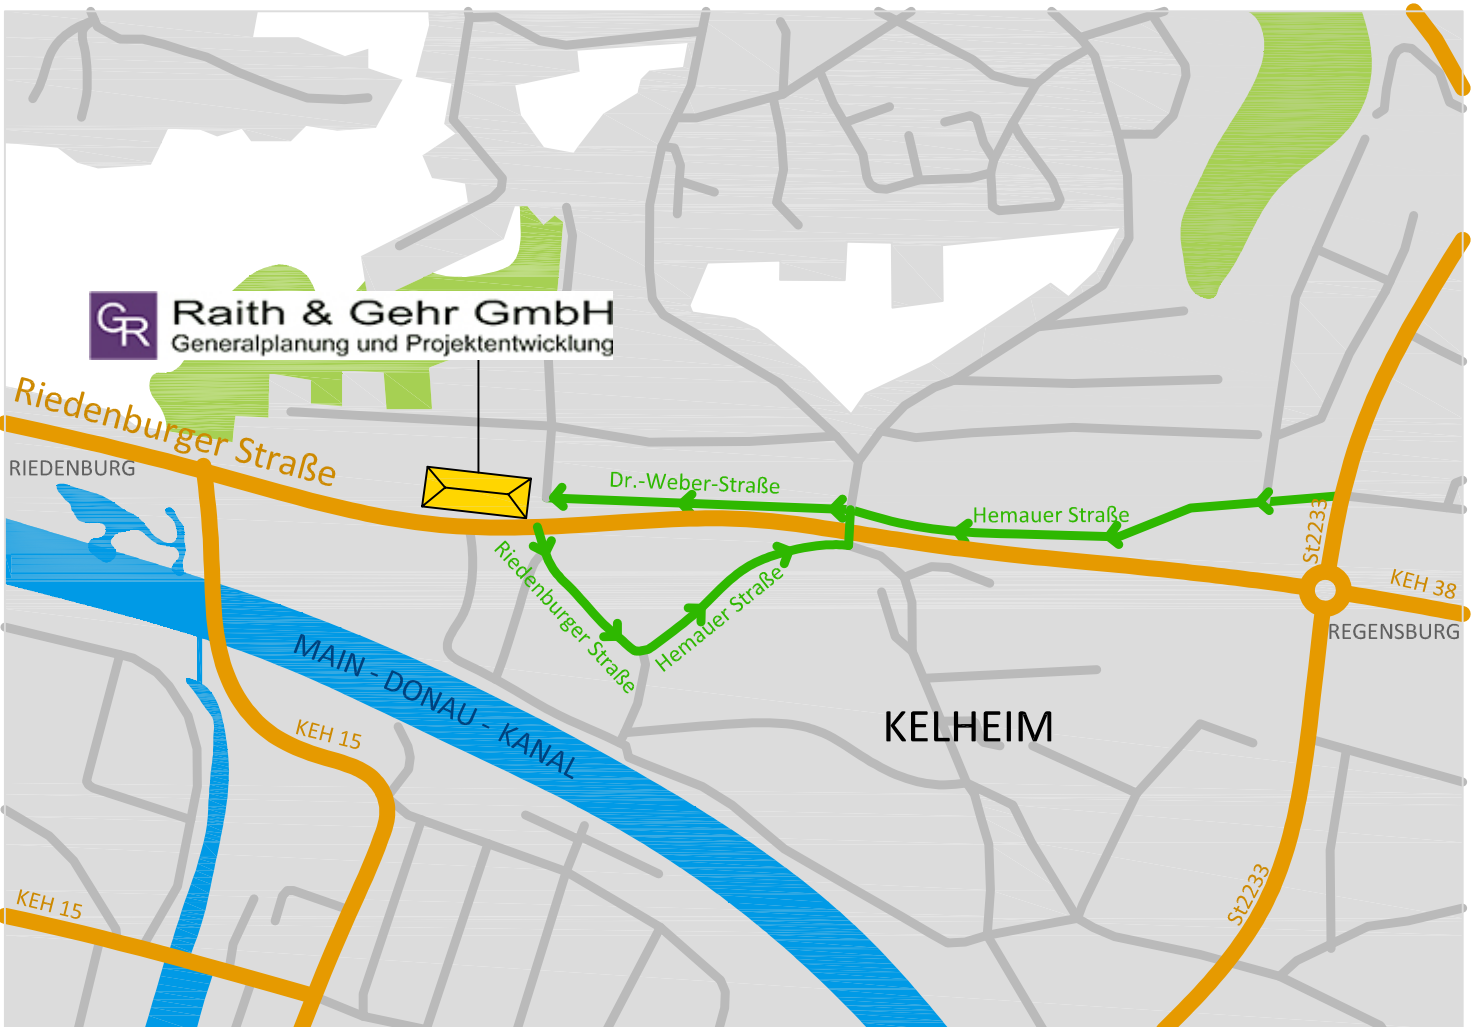 GR
Raith & Gehr GmbH
Generalplanung und Projektentwicklung
Riedenburger Straße
RIEDENBURG
Dr.-Weber-Straße
Hemauer Straße
St2233
Riedenburger Straße
Hemauer Straße
KEH 38
REGENSBURG
MAIN - DONAU - KANAL
KELHEIM
KEH 15
KEH 15
St2233